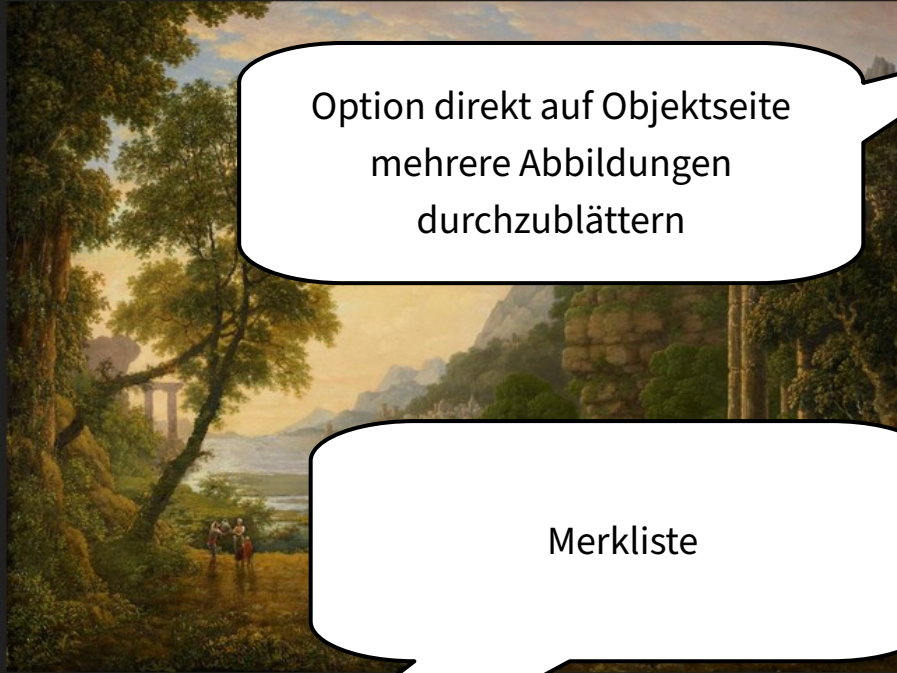 Option direkt auf Objektseite
mehrere Abbildungen
durchzublättern
Merkliste